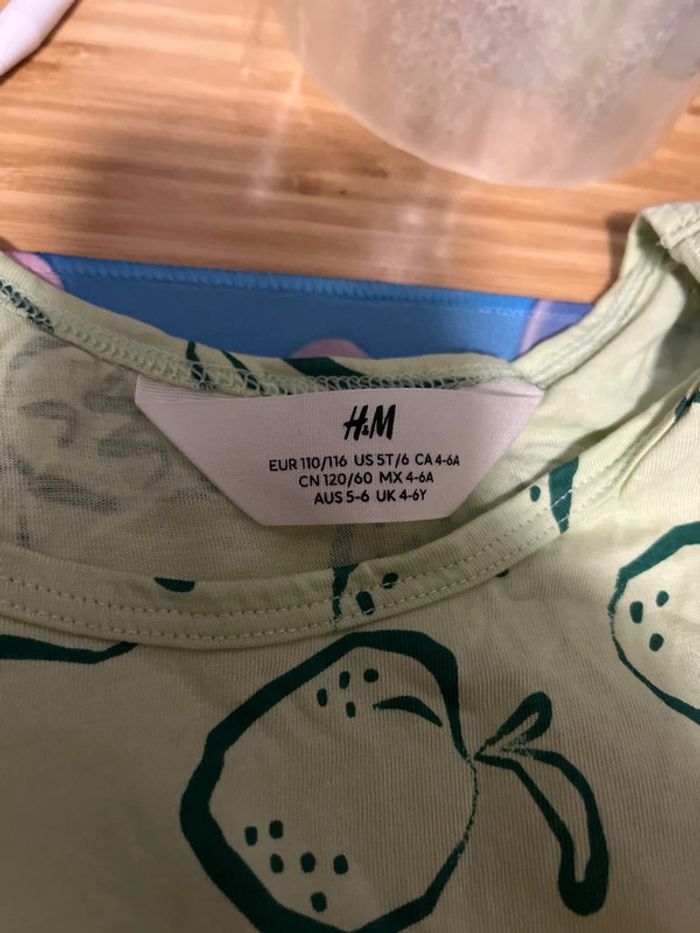 H&M
EUR 110/116 US 5T/6 CA 4-6A
CN 120/60 MX 4-6A
AUS 5-6 UK 4-6Y